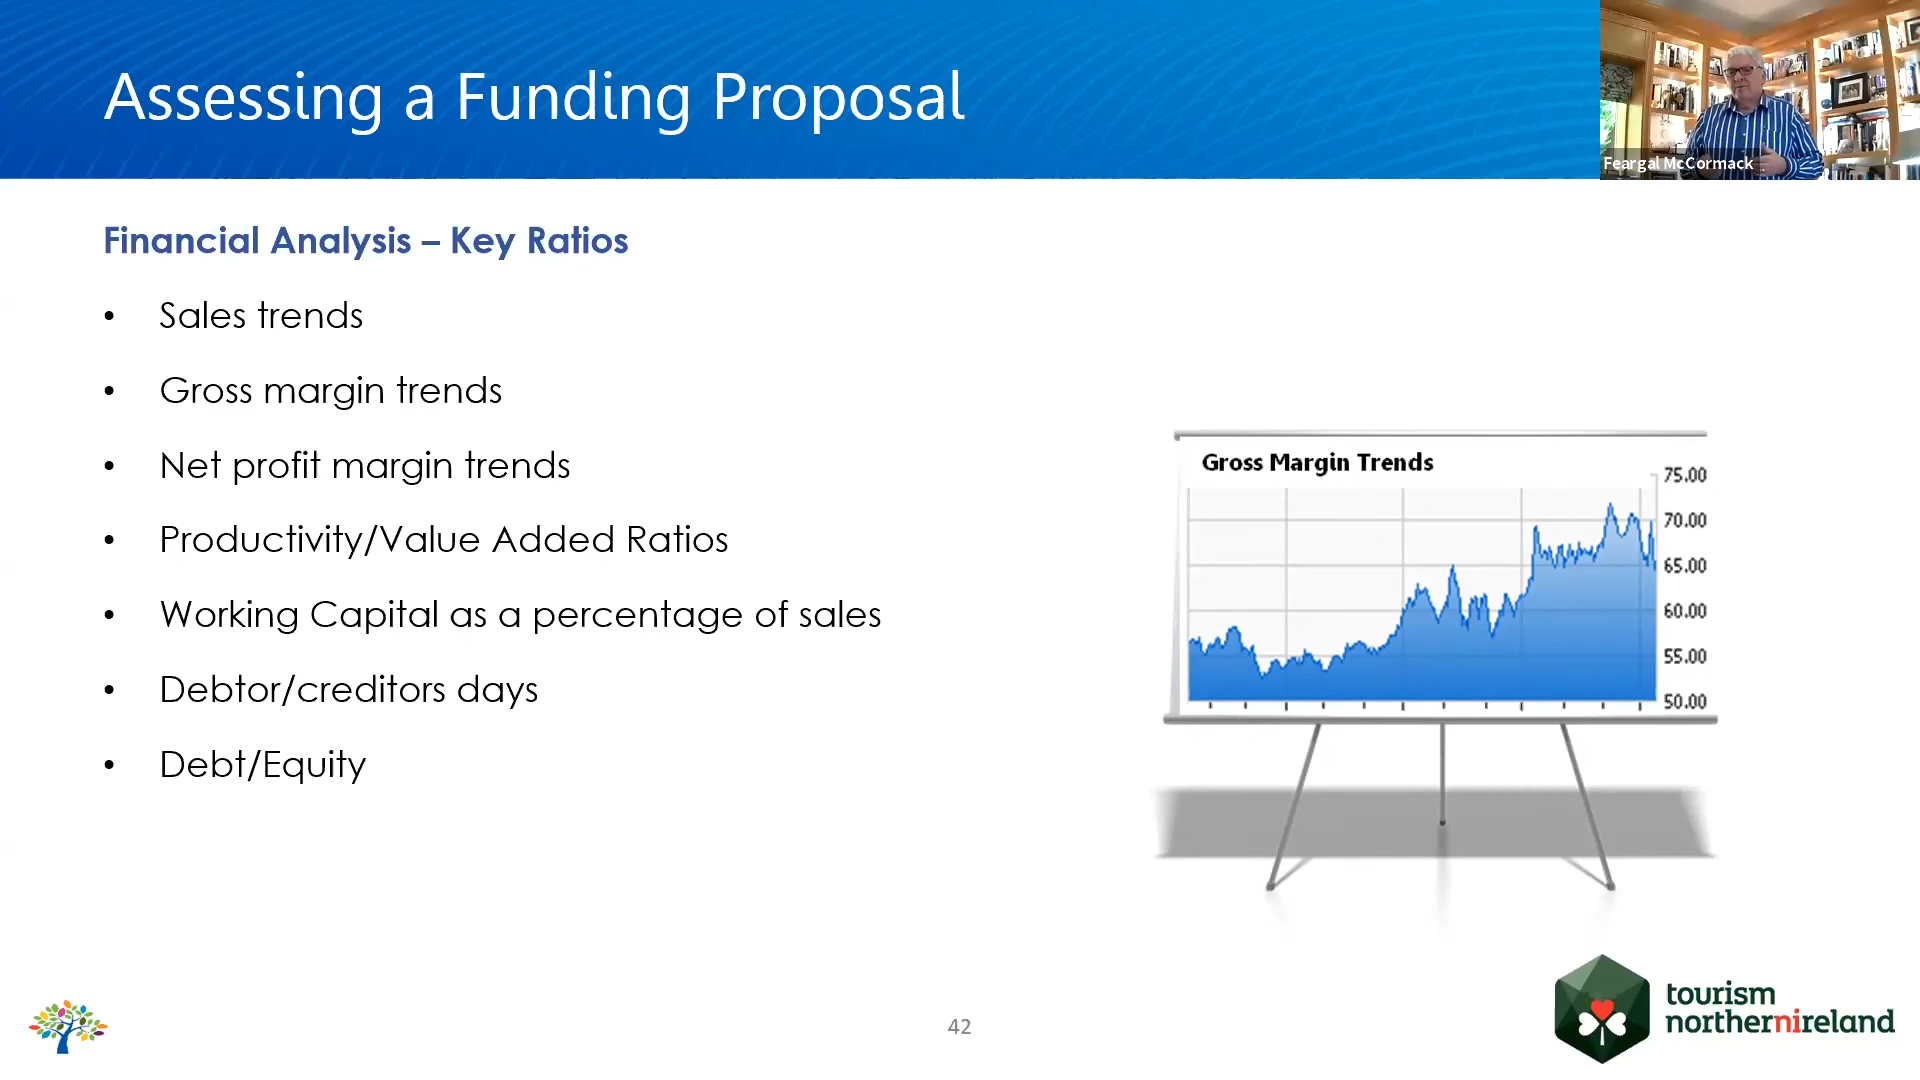 Assessing a Funding Proposal
Feargal McCormack
Financial Analysis – Key Ratios
• Sales trends
• Gross margin trends
• Net profit margin trends
• Productivity/Value Added Ratios
• Working Capital as a percentage of sales
• Debtor/creditors days
• Debt/Equity
Gross Margin Trends
75.00
70.00
65.00
60.00
55.00
50.00
42
tourism
northernireland